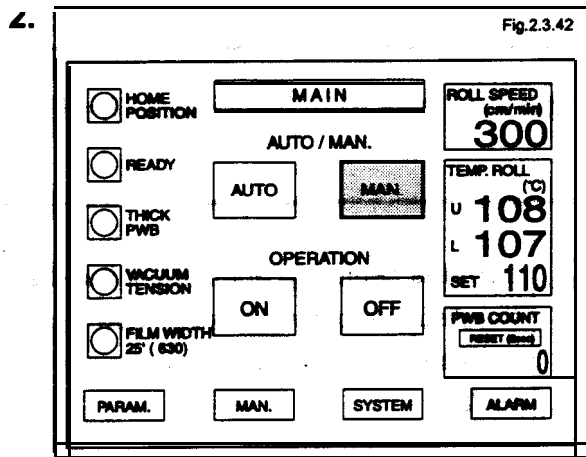 2.
Fig.2.3.42
MAIN
HOME
POSITION
READY
THICK
PWB
VACUUM
TENSION
FILM WIDTH
25" (630)
AUTO / MAN.
AUTO
MAN.
OPERATION
ON
OFF
ROLL SPEED
(cm/min)
300
TEMP. ROLL
(°C)
U 108
L 107
SET 110
PWB COUNT
RESET (2sec)
0
PARAM.
MAN.
SYSTEM
ALARM